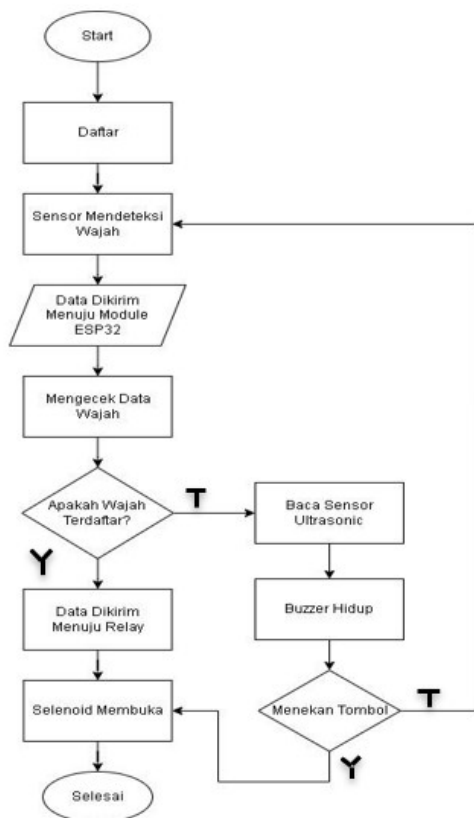 Start
Daftar
Sensor Mendeteksi
Wajah
Data Dikirim
Menuju Module
ESP32
Mengecek Data
Wajah
Apakah Wajah
Terdaftar?
T
Baca Sensor
Ultrasonic
Y
Data Dikirim
Menuju Relay
Buzzer Hidup
Selenoid Membuka
Menekan Tombol
T
Y
Selesai